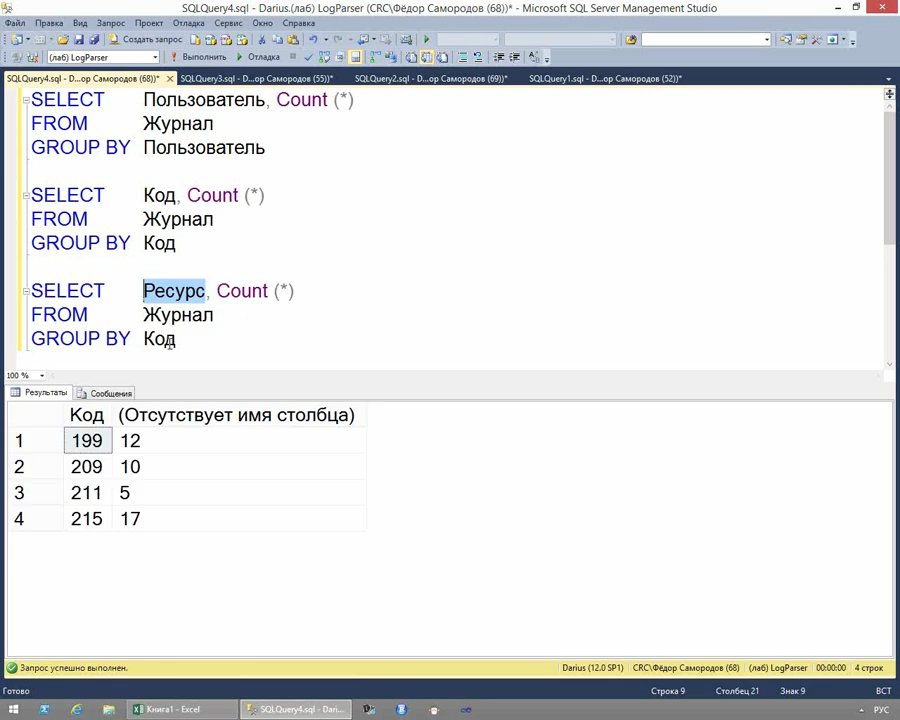 SQLQuery4.sql - Darius.(лаб) LogParser (CRC\Фёдор Самородов (68))* - Microsoft SQL Server Management Studio
Файл Правка Вид Запрос Проект Отладка Сервис Окно Справка
Создать запрос
(лаб) LogParser Выполнить Отладка
SQLQuery4.sql - D...ор Самородов (68))* SQLQuery3.sql - D...ор Самородов (55))* SQLQuery2.sql - D...ор Самородов (69))* SQLQuery1.sql - D...ор Самородов (52))*
SELECT Пользователь, Count (*)
FROM Журнал
GROUP BY Пользователь
SELECT Код, Count (*)
FROM Журнал
GROUP BY Код
SELECT Ресурс, Count (*)
FROM Журнал
GROUP BY Код
100 %
Результаты Сообщения
Код (Отсутствует имя столбца)
1 199 12
2 209 10
3 211 5
4 215 17
Запрос успешно выполнен. Darius (12.0 SP1) CRC\Фёдор Самородов (68) (лаб) LogParser 00:00:00 4 строк
Готово Строка 9 Столбец 21 Знак 9 ВСТ
Книга1 - Excel SQLQuery4.sql - Dari... РУС